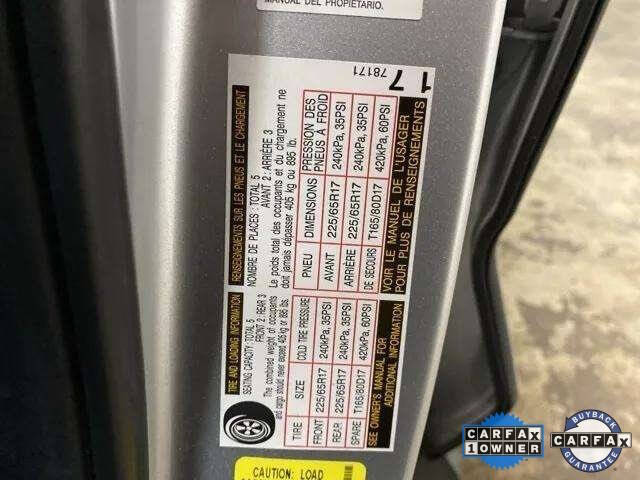 MANUAL DEL PROPIETARIO.
TIRE AND LOADING INFORMATION
SEATING CAPACITY: TOTAL 5
FRONT 2: REAR 3
The combined weight of occupants
and cargo should never exceed 405 kg or 895 lbs.
TIRE SIZE COLD TIRE PRESSURE
FRONT 225/65R17 240kPa, 35PSI
REAR 225/65R17 240kPa, 35PSI
SPARE T165/80D17 420kPa, 60PSI
SEE OWNER'S MANUAL FOR
ADDITIONAL INFORMATION
RENSEIGNEMENTS SUR LES PNEUS ET LE CHARGEMENT
NOMBRE DE PLACES : TOTAL 5
AVANT 2: ARRIÈRE 3
Le poids total des occupants et du chargement ne
doit jamais dépasser 405 kg ou 895 lb.
PNEU DIMENSIONS PRESSION DES
PNEUS À FROID
AVANT 225/65R17 240kPa, 35PSI
ARRIÈRE 225/65R17 240kPa, 35PSI
DE SECOURS T165/80D17 420kPa, 60PSI
VOIR LE MANUEL DE L'USAGER
POUR PLUS DE RENSEIGNEMENTS
78171
1 7
CAUTION: LOAD
CARFAX
1 OWNER
BUYBACK
CARFAX
GUARANTEE